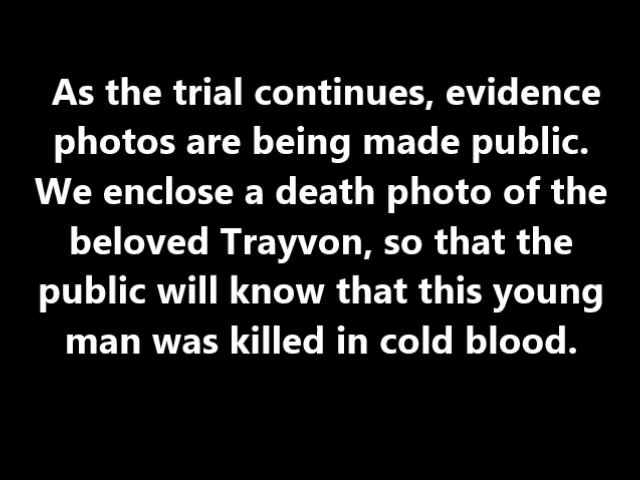 As the trial continues, evidence
photos are being made public.
We enclose a death photo of the
beloved Trayvon, so that the
public will know that this young
man was killed in cold blood.